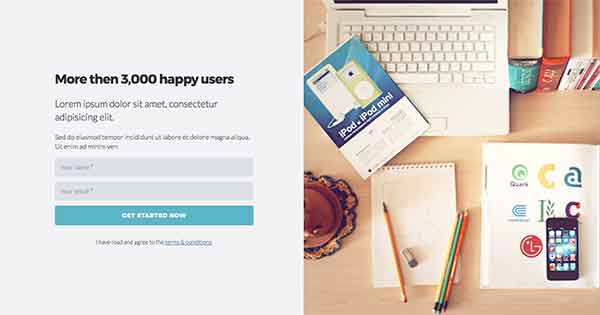 More then 3,000 happy users
Lorem ipsum dolor sit amet, consectetur
adipisicing elit.
Sed do eiusmod tempor incididunt ut labore et dolore magna aliqua.
Ut enim ad minim ven
Your name *
Your email *
GET STARTED NOW
I have read and agree to the terms & conditions
iPod + iPod mini
Quark
LG